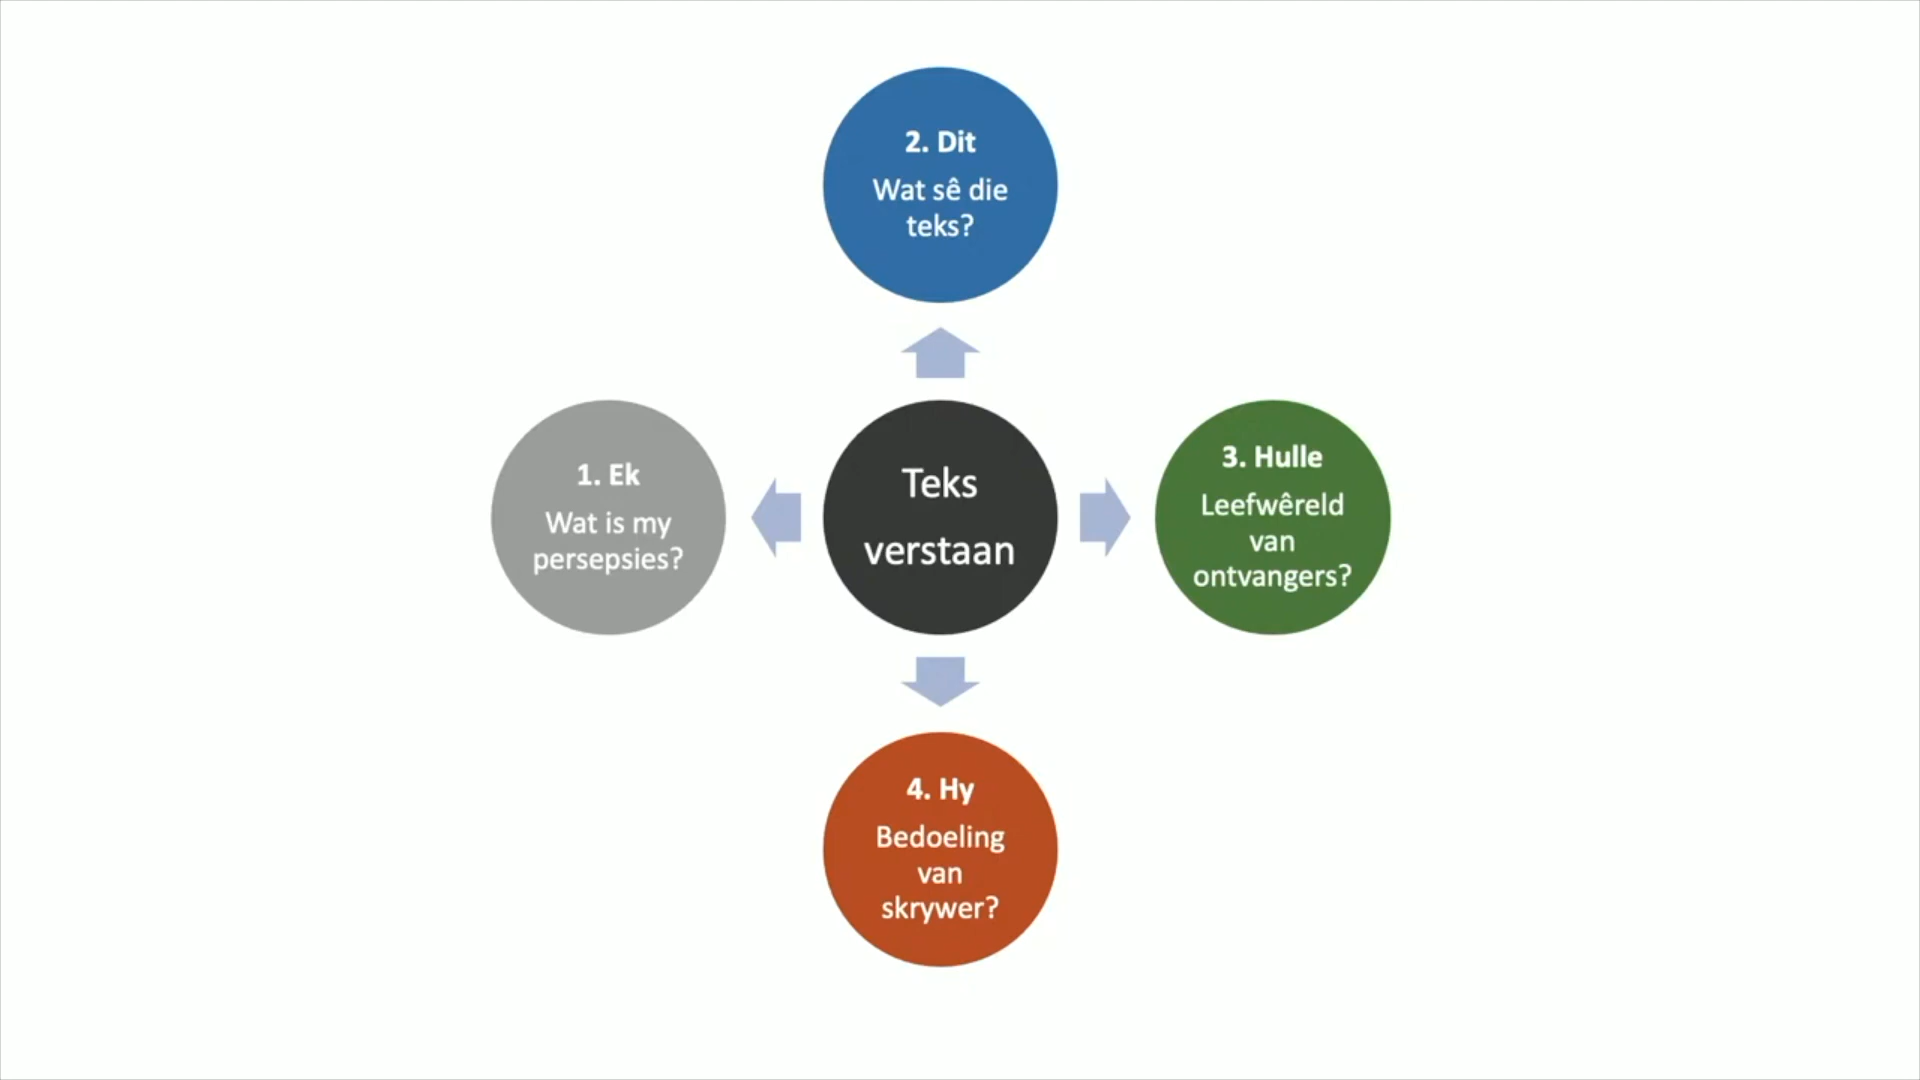 2. Dit
Wat sê die
teks?
1. Ek
Wat is my
persepsies?
Teks
verstaan
3. Hulle
Leefwêreld
van
ontvangers?
4. Hy
Bedoeling
van
skrywer?